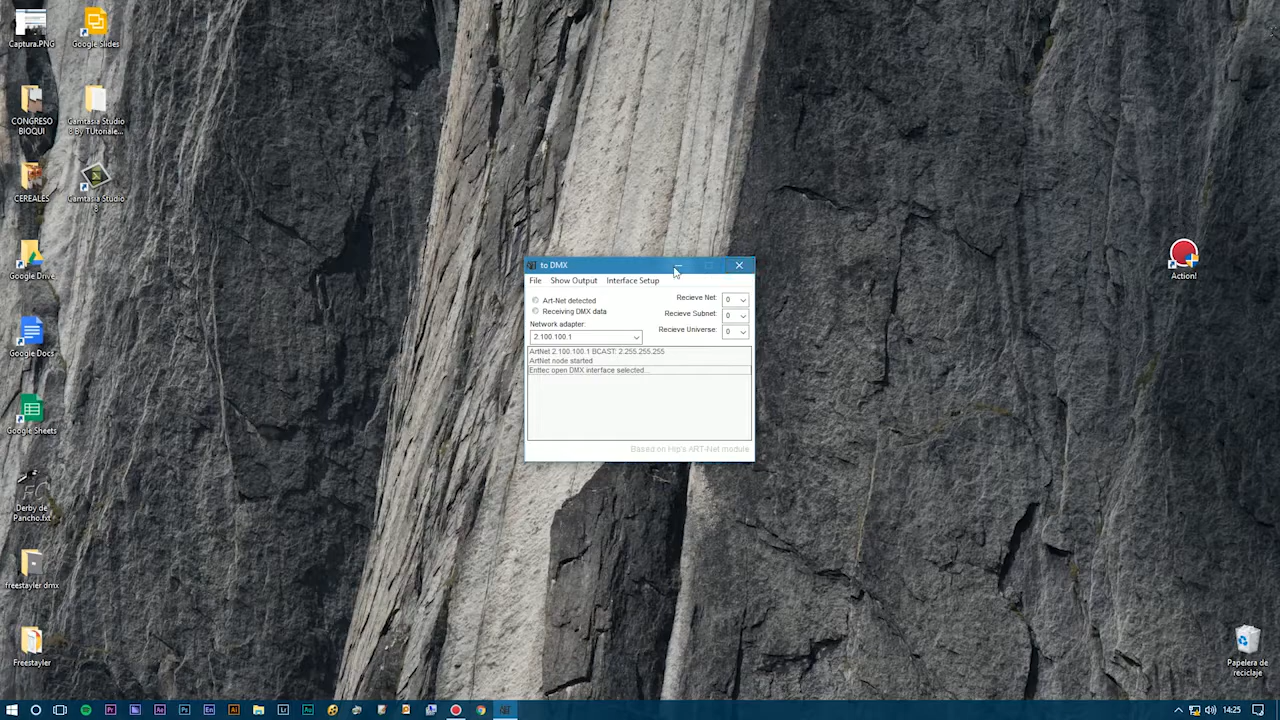 Captura.PNG
Google Slides
CONGRESO
BIOQUI
Camtasia Studio
8 By TUtoriale...
CEREALES
Camtasia Studio
8
Google Drive
Google Docs
Google Sheets
Derby de
Pancho.fxt
freestayler dmx
Freestayler
Action!
Papelera de
reciclaje
to DMX
File Show Output Interface Setup
Art-Net detected
Receiving DMX data
Network adapter:
2.100.100.1
Recieve Net: 0
Recieve Subnet: 0
Recieve Universe: 0
ArtNet 2.100.100.1 BCAST: 2.255.255.255
ArtNet node started
Enttec open DMX interface selected...
Based on Hrp's ART-Net module
14:25